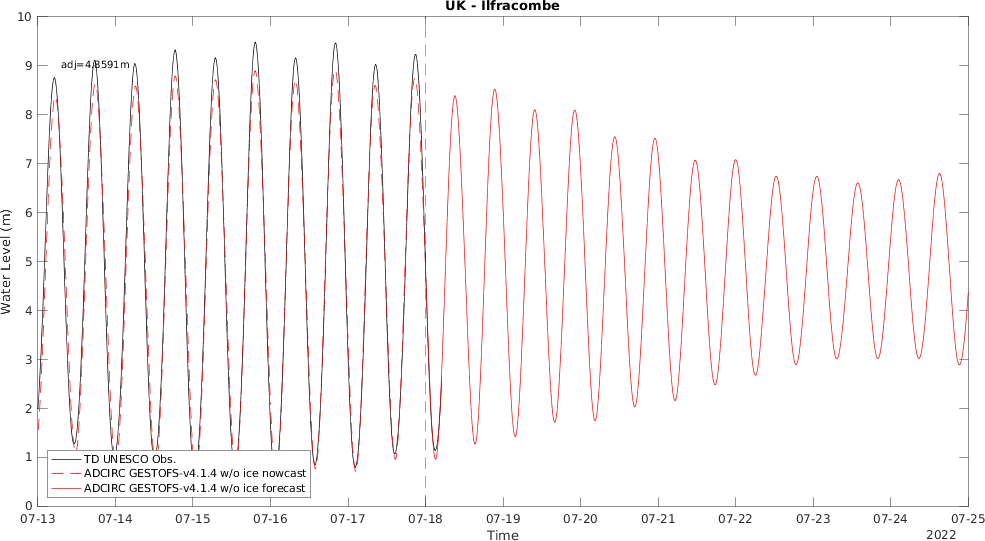 UK - Ilfracombe
10
9
8
7
6
5
4
3
2
1
0
Water Level (m)
adj=4.8591m
TD UNESCO Obs.
ADCIRC GESTOFS-v4.1.4 w/o ice nowcast
ADCIRC GESTOFS-v4.1.4 w/o ice forecast
07-13 07-14 07-15 07-16 07-17 07-18 07-19 07-20 07-21 07-22 07-23 07-24 07-25
Time
2022